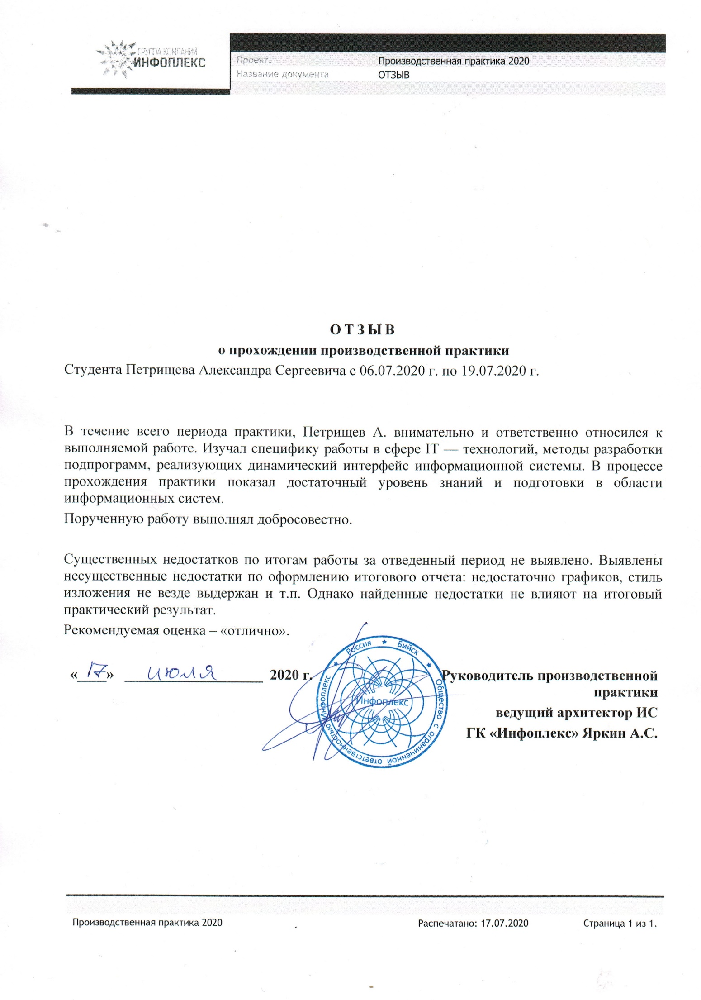 ГРУППА КОМПАНИЙ
ИНФОПЛЕКС
Проект: Производственная практика 2020
Название документа ОТЗЫВ
О Т З Ы В
о прохождении производственной практики
Студента Петрищева Александра Сергеевича с 06.07.2020 г. по 19.07.2020 г.
В течение всего периода практики, Петрищев А. внимательно и ответственно относился к
выполняемой работе. Изучал специфику работы в сфере IT — технологий, методы разработки
подпрограмм, реализующих динамический интерфейс информационной системы. В процессе
прохождения практики показал достаточный уровень знаний и подготовки в области
информационных систем.
Порученную работу выполнял добросовестно.
Существенных недостатков по итогам работы за отведенный период не выявлено. Выявлены
несущественные недостатки по оформлению итогового отчета: недостаточно графиков, стиль
изложения не везде выдержан и т.п. Однако найденные недостатки не влияют на итоговый
практический результат.
Рекомендуемая оценка – «отлично».
«17» июля 2020 г.
Руководитель производственной
практики
ведущий архитектор ИС
ГК «Инфоплекс» Яркин А.С.
Россия ★ Бийск ★ Общество с ограниченной ответственностью Инфоплекс ★
Инфоплекс
Производственная практика 2020 Распечатано: 17.07.2020 Страница 1 из 1.